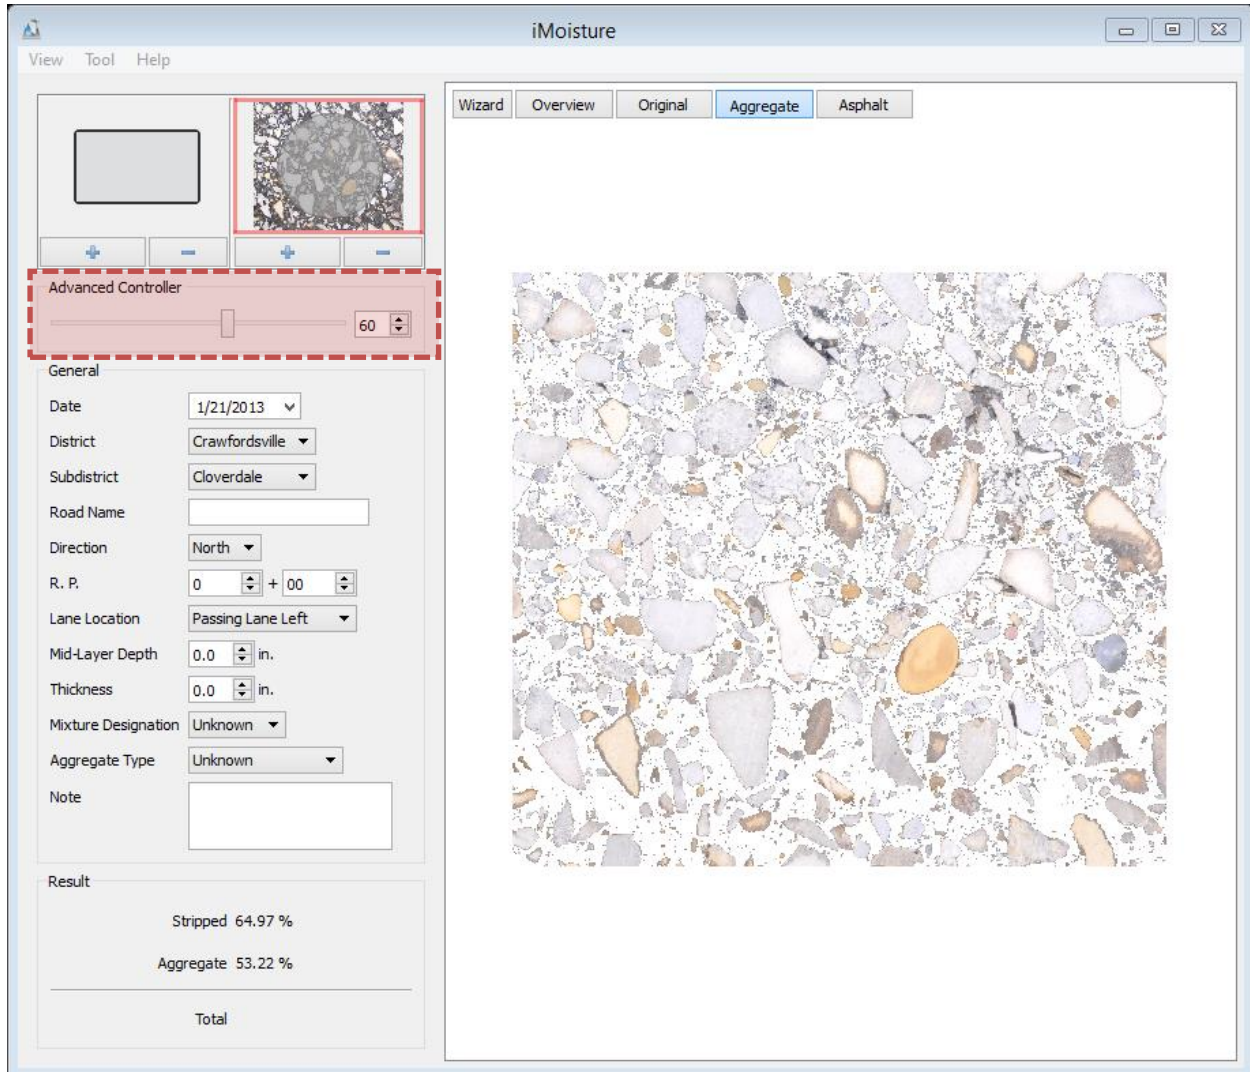 iMoisture
View Tool Help
Wizard Overview Original Aggregate Asphalt
Advanced Controller
60
General
Date 1/21/2013
District Crawfordsville
Subdistrict Cloverdale
Road Name
Direction North
R. P. 0 + 00
Lane Location Passing Lane Left
Mid-Layer Depth 0.0 in.
Thickness 0.0 in.
Mixture Designation Unknown
Aggregate Type Unknown
Note
Result
Stripped 64.97 %
Aggregate 53.22 %
Total